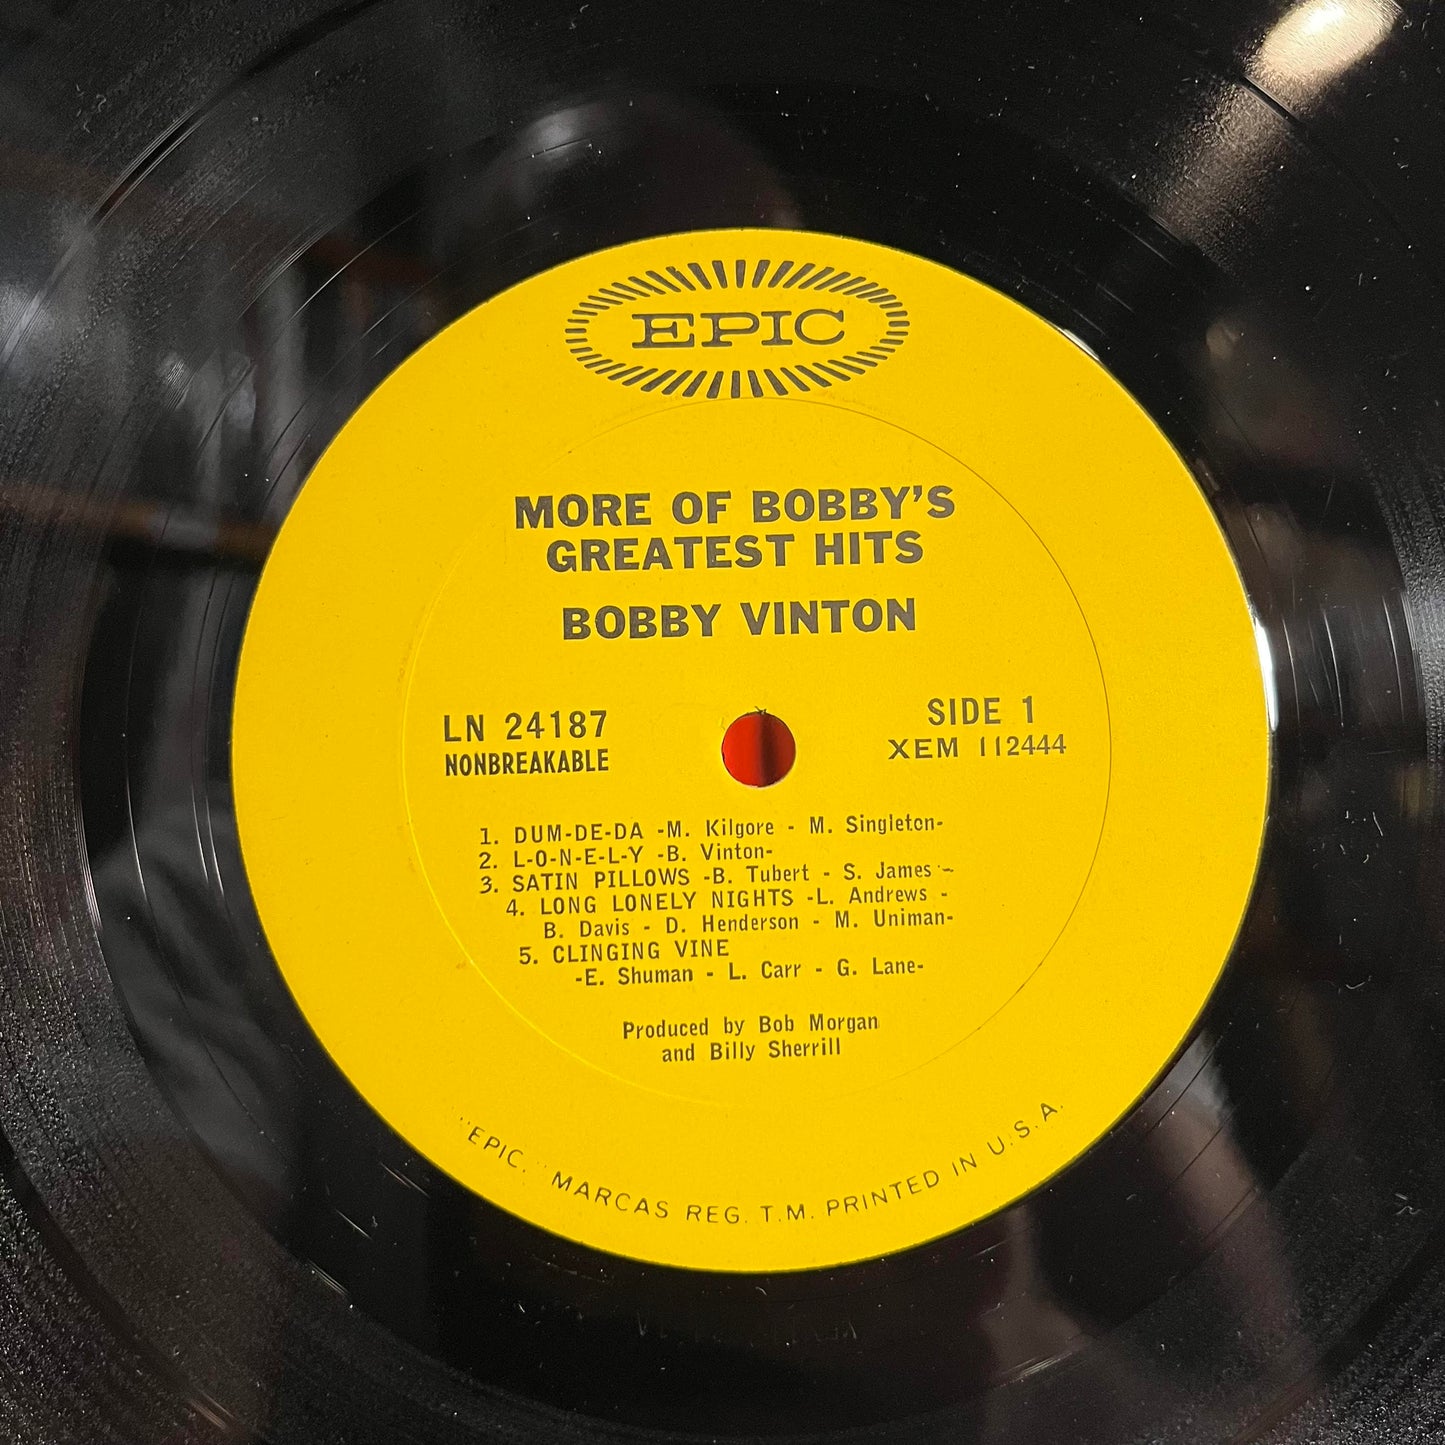 EPIC
MORE OF BOBBY'S
GREATEST HITS
BOBBY VINTON
LN 24187
NONBREAKABLE
SIDE 1
XEM 112444
1. DUM-DE-DA -M. Kilgore - M. Singleton-
2. L-O-N-E-L-Y -B. Vinton-
3. SATIN PILLOWS -B. Tubert - S. James -
4. LONG LONELY NIGHTS -L. Andrews -
B. Davis - D. Henderson - M. Uniman-
5. CLINGING VINE
-E. Shuman - L. Carr - G. Lane-
Produced by Bob Morgan
and Billy Sherrill
"EPIC," MARCAS REG. T.M. PRINTED IN U.S.A.